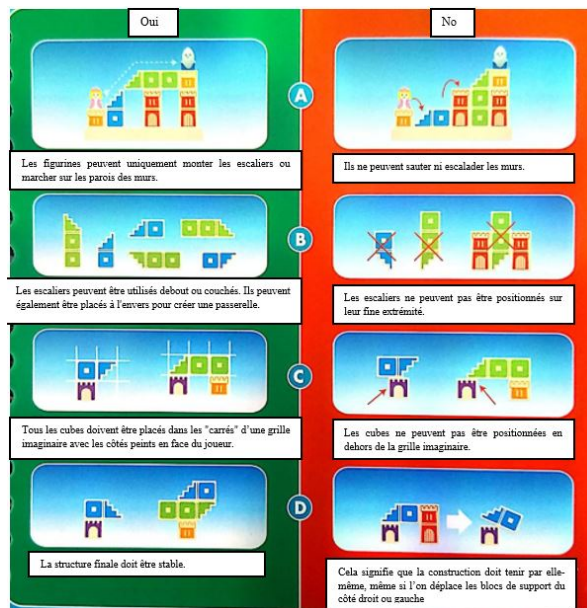 Oui
No
A
Les figurines peuvent uniquement monter les escaliers ou
marcher sur les parois des murs.
Ils ne peuvent sauter ni escalader les murs.
B
Les escaliers peuvent être utilisés debout ou couchés. Ils peuvent
également être placés à l'envers pour créer une passerelle.
Les escaliers ne peuvent pas être positionnés sur
leur fine extrémité.
C
Tous les cubes doivent être placés dans les "carrés" d'une grille
imaginaire avec les côtés peints en face du joueur.
Les cubes ne peuvent pas être positionnées en
dehors de la grille imaginaire.
D
La structure finale doit être stable.
Cela signifie que la construction doit tenir par elle-
même, même si l'on déplace les blocs de support du
côté droit ou gauche